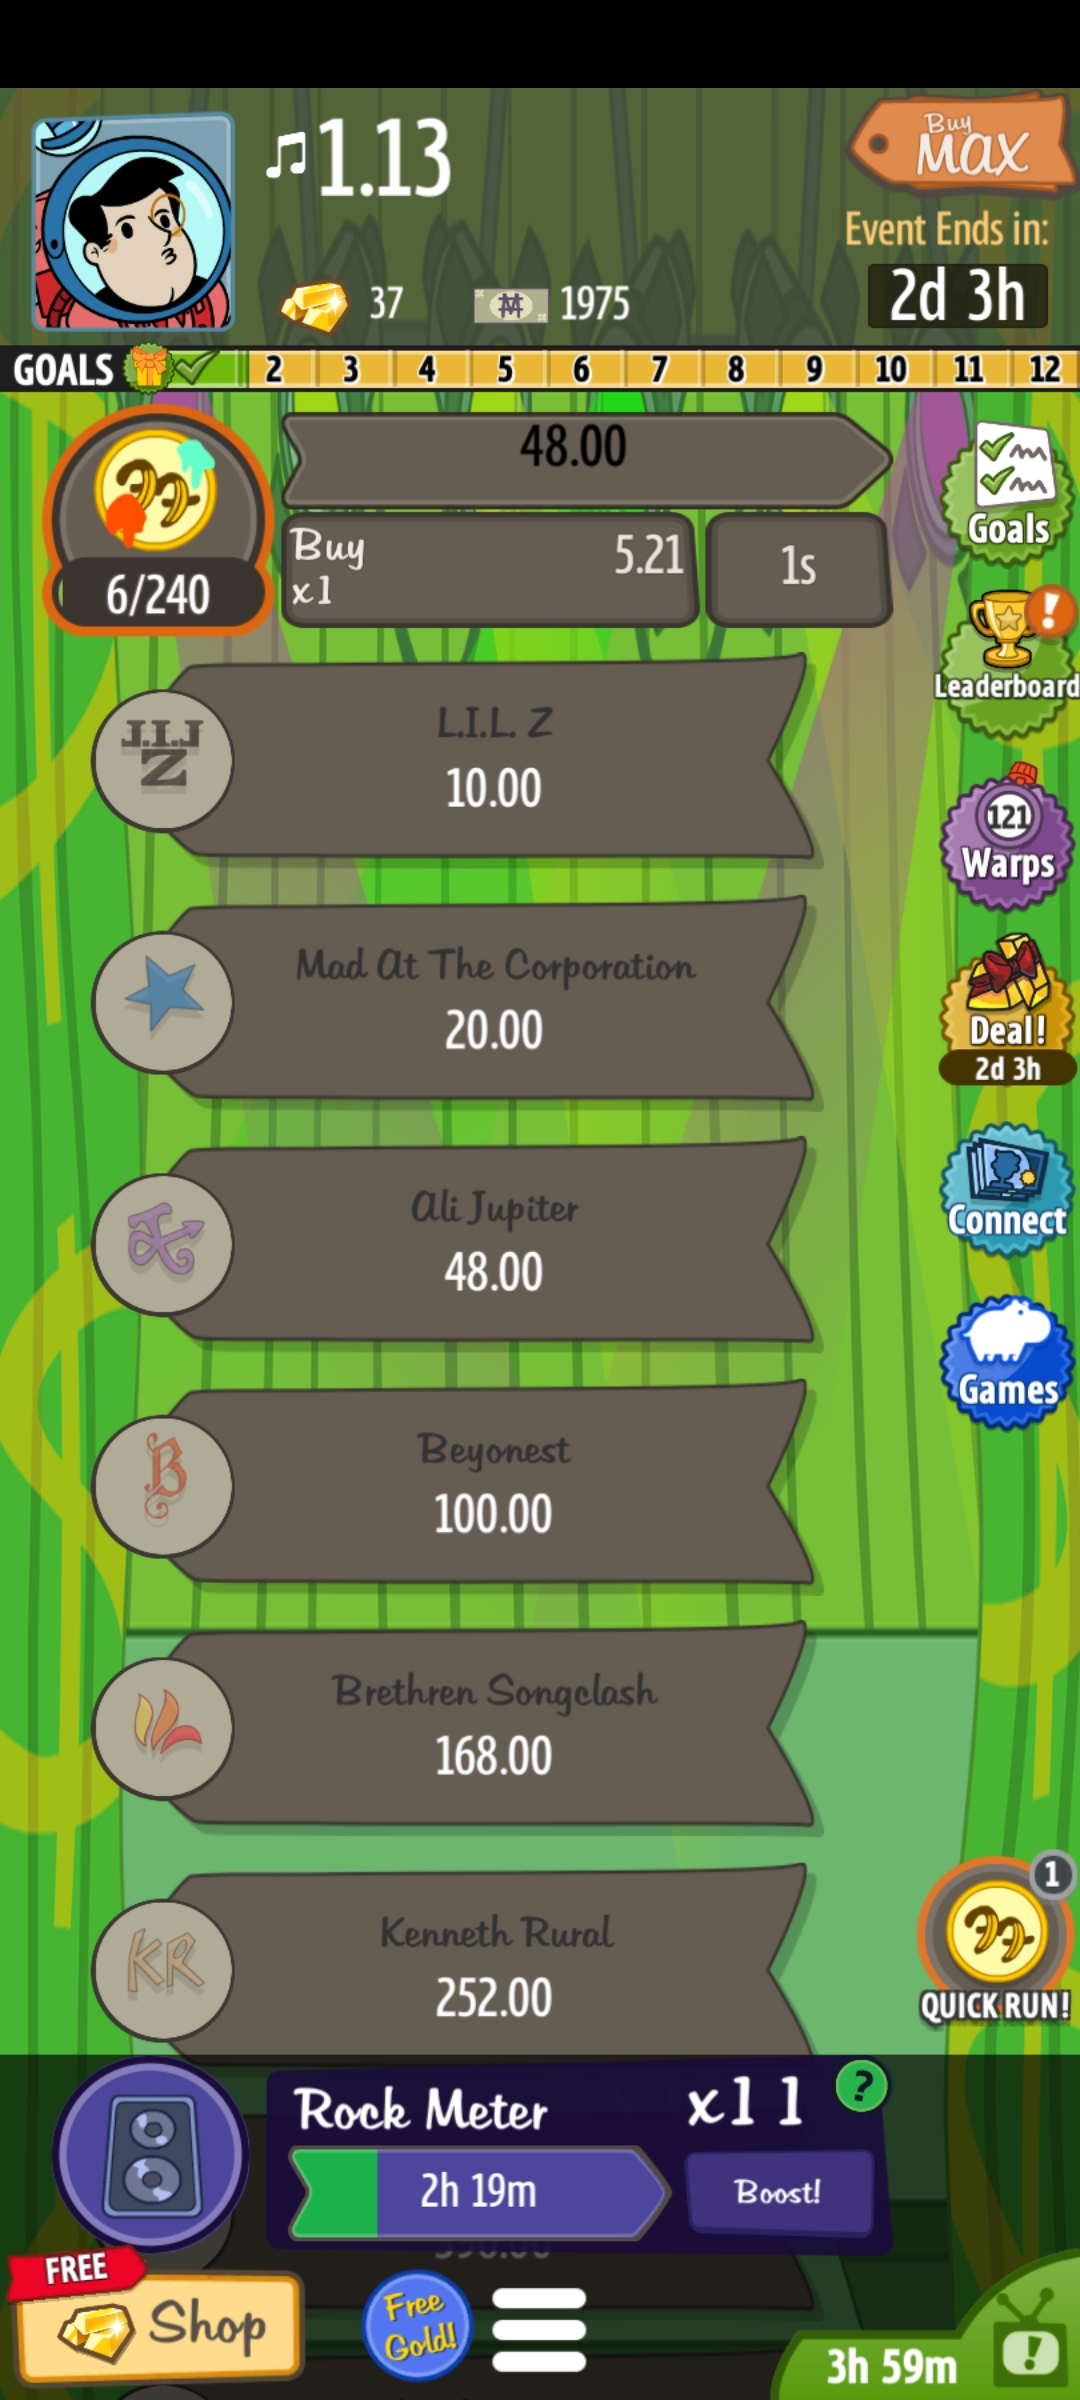 1.13
Buy
MAX
Event Ends in:
2d 3h
37
1975
GOALS
2
3
4
5
6
7
8
9
10
11
12
48.00
6/240
Buy
x1
5.21
1s
Goals
!
Leaderboard
L.I.L.
Z
L.I.L. Z
10.00
121
Warps
Mad At The Corporation
20.00
Deal!
2d 3h
Ali Jupiter
48.00
Connect
B
Beyonest
100.00
Games
Brethren Songclash
168.00
KR
Kenneth Rural
252.00
1
QUICK RUN!
Rock Meter
x11
?
2h 19m
Boost!
FREE
Shop
Free
Gold!
3h 59m
!